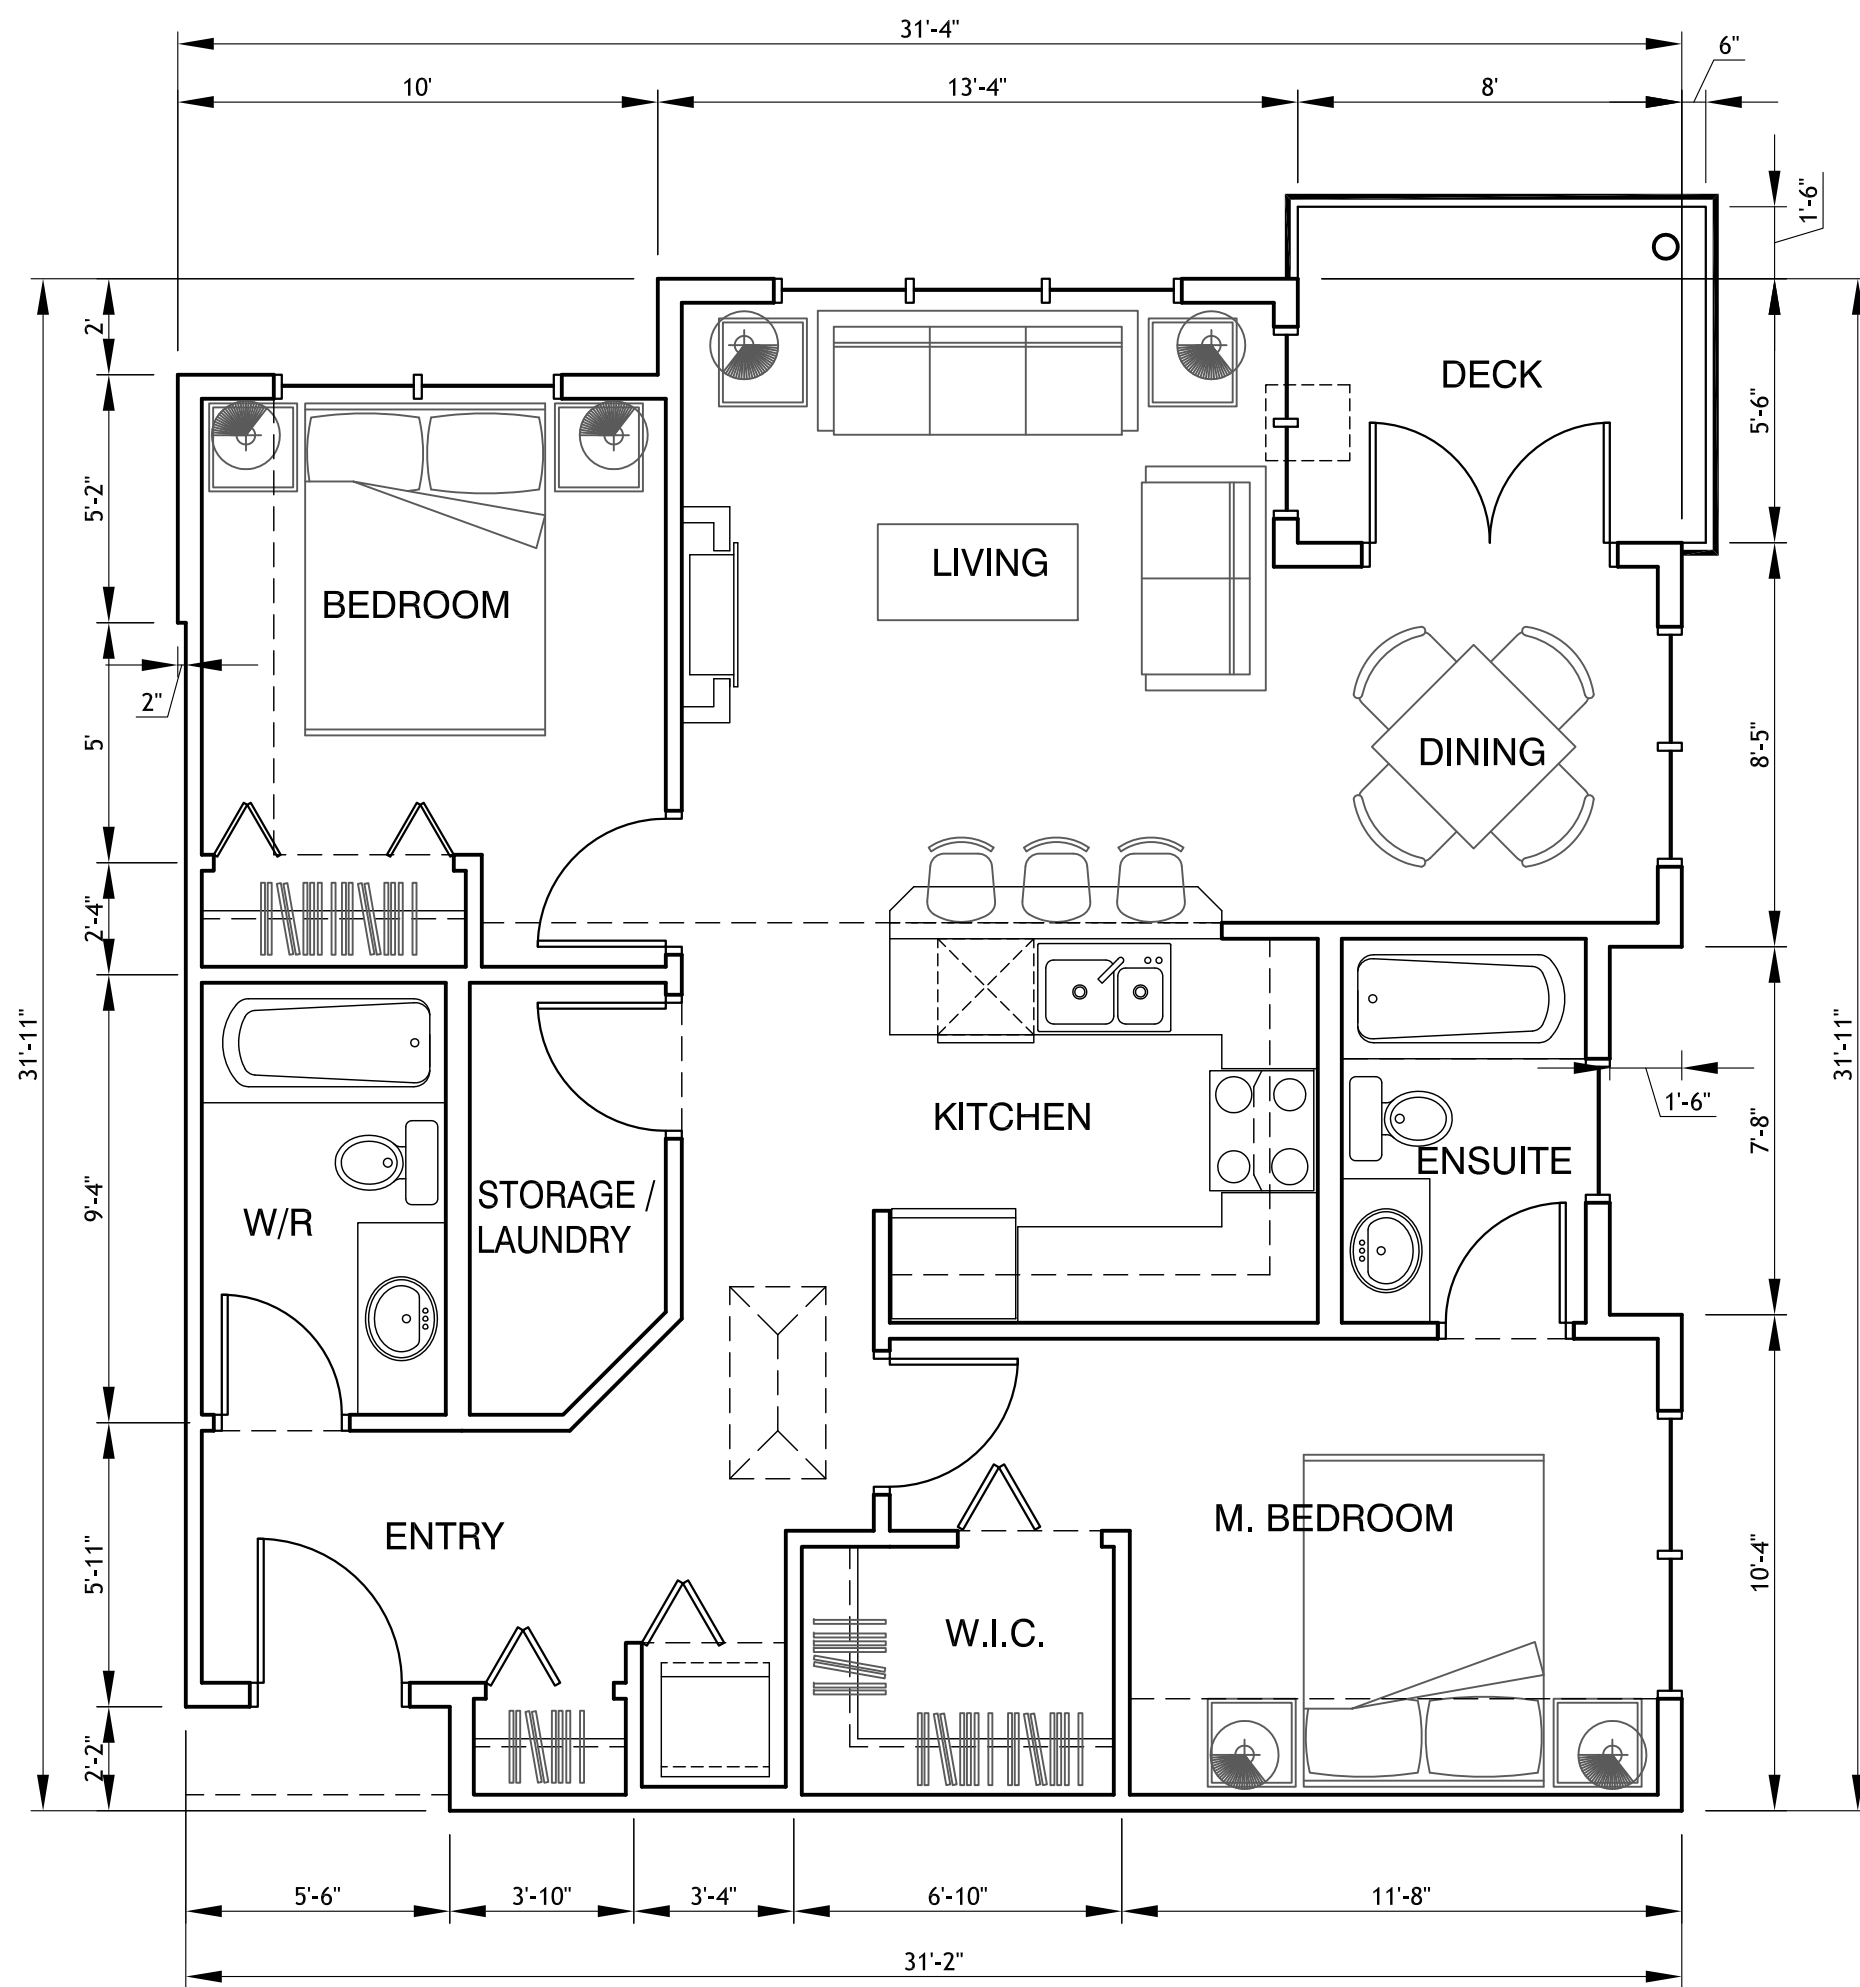 31'-4"
6"
10'
13'-4"
8'
1'-6"
2'
DECK
5'-6"
5'-2"
LIVING
BEDROOM
2"
5'
DINING
8'-5"
2'-4"
31'-11"
31'-11"
KITCHEN
1'-6"
7'-8"
ENSUITE
9'-4"
W/R
STORAGE /
LAUNDRY
ENTRY
M. BEDROOM
5'-11"
10'-4"
W.I.C.
2'-2"
5'-6"
3'-10"
3'-4"
6'-10"
11'-8"
31'-2"